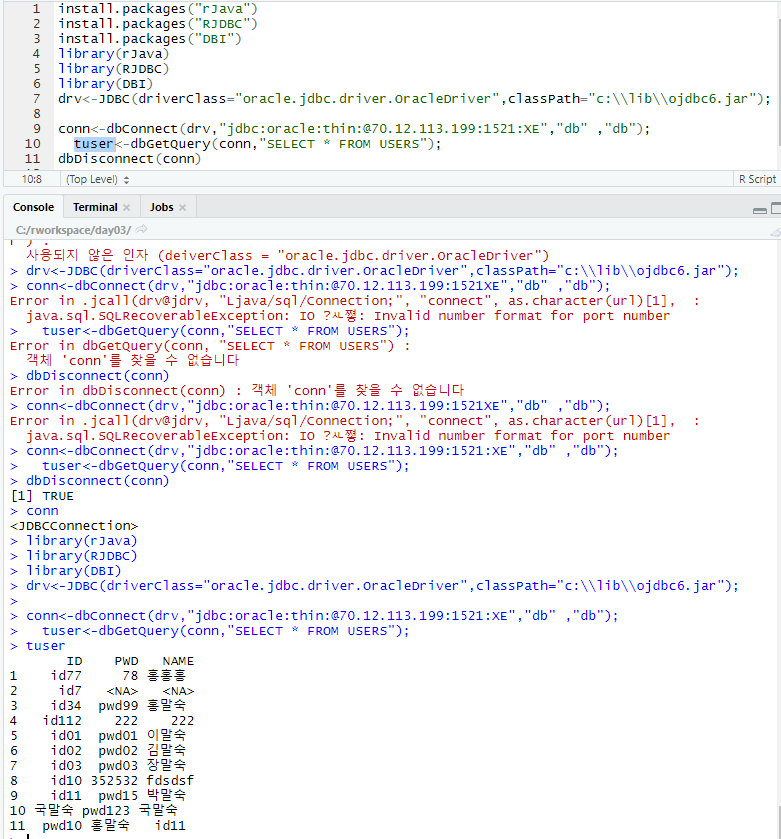 1 install.packages("rJava")
2 install.packages("RJDBC")
3 install.packages("DBI")
4 library(rJava)
5 library(RJDBC)
6 library(DBI)
7 drv<-JDBC(driverClass="oracle.jdbc.driver.OracleDriver",classPath="c:\\lib\\ojdbc6.jar");
8
9 conn<-dbConnect(drv,"jdbc:oracle:thin:@70.12.113.199:1521:XE","db" ,"db");
10 tuser<-dbGetQuery(conn,"SELECT * FROM USERS");
11 dbDisconnect(conn)
10:8 (Top Level) R Script
Console Terminal × Jobs ×
C:/rworkspace/day03/
) :
사용되지 않은 인자 (deiverClass = "oracle.jdbc.driver.OracleDriver")
> drv<-JDBC(driverClass="oracle.jdbc.driver.OracleDriver",classPath="c:\\lib\\ojdbc6.jar");
> conn<-dbConnect(drv,"jdbc:oracle:thin:@70.12.113.199:1521XE","db" ,"db");
Error in .jcall(drv@jdrv, "Ljava/sql/Connection;", "connect", as.character(url)[1], :
java.sql.SQLRecoverableException: IO : Invalid number format for port number
> tuser<-dbGetQuery(conn,"SELECT * FROM USERS");
Error in dbGetQuery(conn, "SELECT * FROM USERS") :
객체 'conn'를 찾을 수 없습니다
> dbDisconnect(conn)
Error in dbDisconnect(conn) : 객체 'conn'를 찾을 수 없습니다
> conn<-dbConnect(drv,"jdbc:oracle:thin:@70.12.113.199:1521XE","db" ,"db");
Error in .jcall(drv@jdrv, "Ljava/sql/Connection;", "connect", as.character(url)[1], :
java.sql.SQLRecoverableException: IO : Invalid number format for port number
> conn<-dbConnect(drv,"jdbc:oracle:thin:@70.12.113.199:1521:XE","db" ,"db");
> tuser<-dbGetQuery(conn,"SELECT * FROM USERS");
> dbDisconnect(conn)
[1] TRUE
> conn
<JDBCConnection>
> library(rJava)
> library(RJDBC)
> library(DBI)
> drv<-JDBC(driverClass="oracle.jdbc.driver.OracleDriver",classPath="c:\\lib\\ojdbc6.jar");
>
> conn<-dbConnect(drv,"jdbc:oracle:thin:@70.12.113.199:1521:XE","db" ,"db");
> tuser<-dbGetQuery(conn,"SELECT * FROM USERS");
> tuser
ID PWD NAME
1 id77 78 홍홍홍
2 id7 <NA> <NA>
3 id34 pwd99 홍말숙
4 id112 222 222
5 id01 pwd01 이말숙
6 id02 pwd02 김말숙
7 id03 pwd03 장말숙
8 id10 352532 fdsdsf
9 id11 pwd15 박말숙
10 국말숙 pwd123 국말숙
11 pwd10 홍말숙 id11